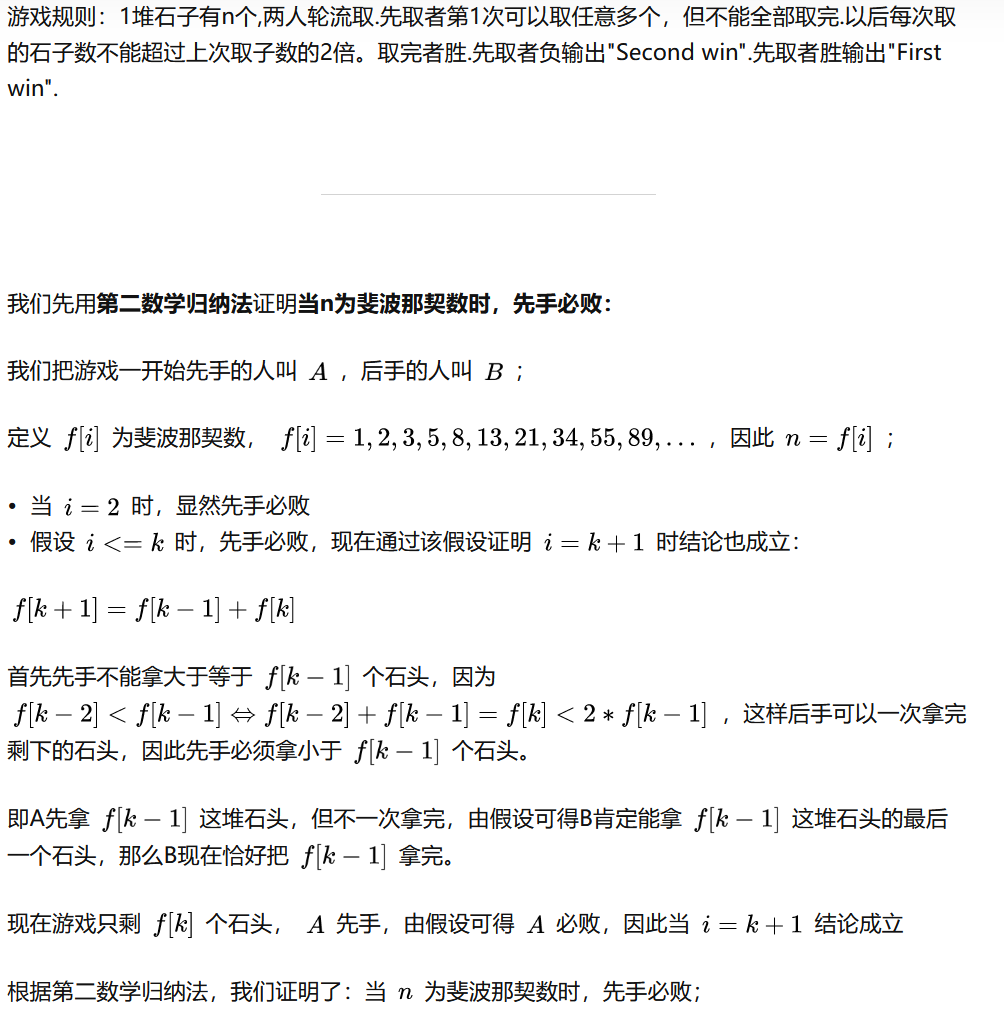 游戏规则：1堆石子有n个,两人轮流取.先取者第1次可以取任意多个，但不能全部取完.以后每次取
的石子数不能超过上次取子数的2倍。取完者胜.先取者负输出"Second win".先取者胜输出"First
win".
我们先用第二数学归纳法证明当n为斐波那契数时，先手必败：
我们把游戏一开始先手的人叫 A ，后手的人叫 B ；
定义 f[i] 为斐波那契数， f[i] = 1, 2, 3, 5, 8, 13, 21, 34, 55, 89, . . . ，因此 n = f[i] ；
• 当 i = 2 时，显然先手必败
• 假设 i <= k 时，先手必败，现在通过该假设证明 i = k + 1 时结论也成立：
f[k + 1] = f[k − 1] + f[k]
首先先手不能拿大于等于 f[k − 1] 个石头，因为
f[k − 2] < f[k − 1] ⇔ f[k − 2] + f[k − 1] = f[k] < 2 ∗ f[k − 1] ，这样后手可以一次拿完
剩下的石头，因此先手必须拿小于 f[k − 1] 个石头。
即A先拿 f[k − 1] 这堆石头，但不一次拿完，由假设可得B肯定能拿 f[k − 1] 这堆石头的最后
一个石头，那么B现在恰好把 f[k − 1] 拿完。
现在游戏只剩 f[k] 个石头， A 先手，由假设可得 A 必败，因此当 i = k + 1 结论成立
根据第二数学归纳法，我们证明了：当 n 为斐波那契数时，先手必败；